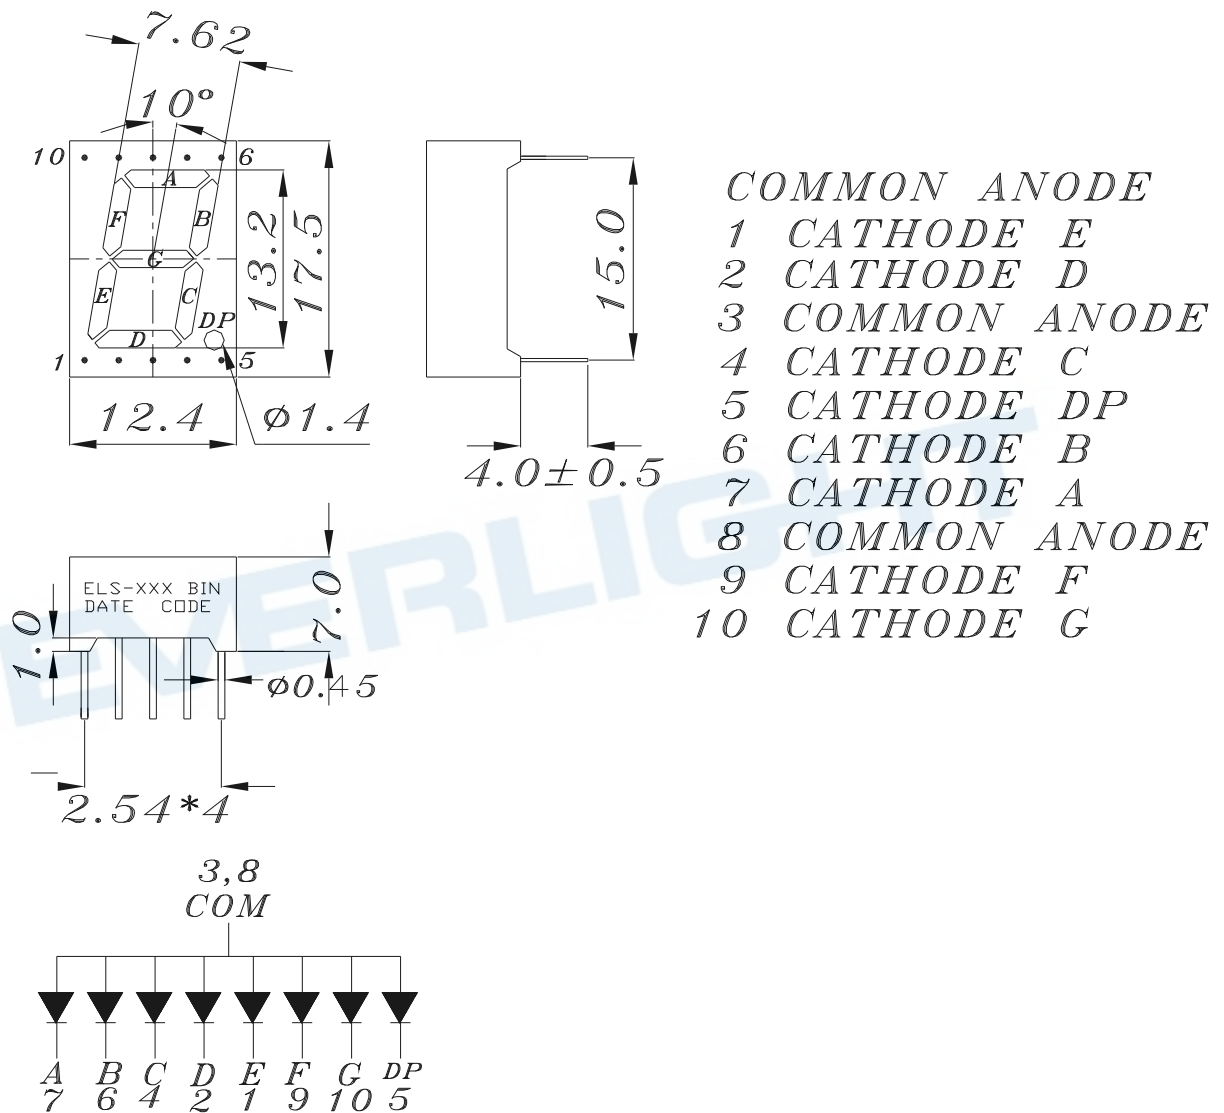 7.62
10°
10 6
A
F B
G
E C
DP
D
1 5
13.2
17.5
12.4
ø1.4
15.0
4.0±0.5
COMMON ANODE
1 CATHODE E
2 CATHODE D
3 COMMON ANODE
4 CATHODE C
5 CATHODE DP
6 CATHODE B
7 CATHODE A
8 COMMON ANODE
9 CATHODE F
10 CATHODE G
EVERLIGHT
ELS-XXX BIN
DATE CODE
1.0
7.0
ø0.45
2.54*4
3,8
COM
A B C D E F G DP
7 6 4 2 1 9 10 5